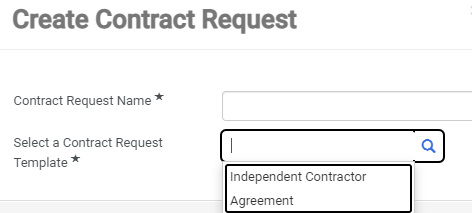 Create Contract Request
Contract Request Name ★
Select a Contract Request
Template ★
Independent Contractor
Agreement